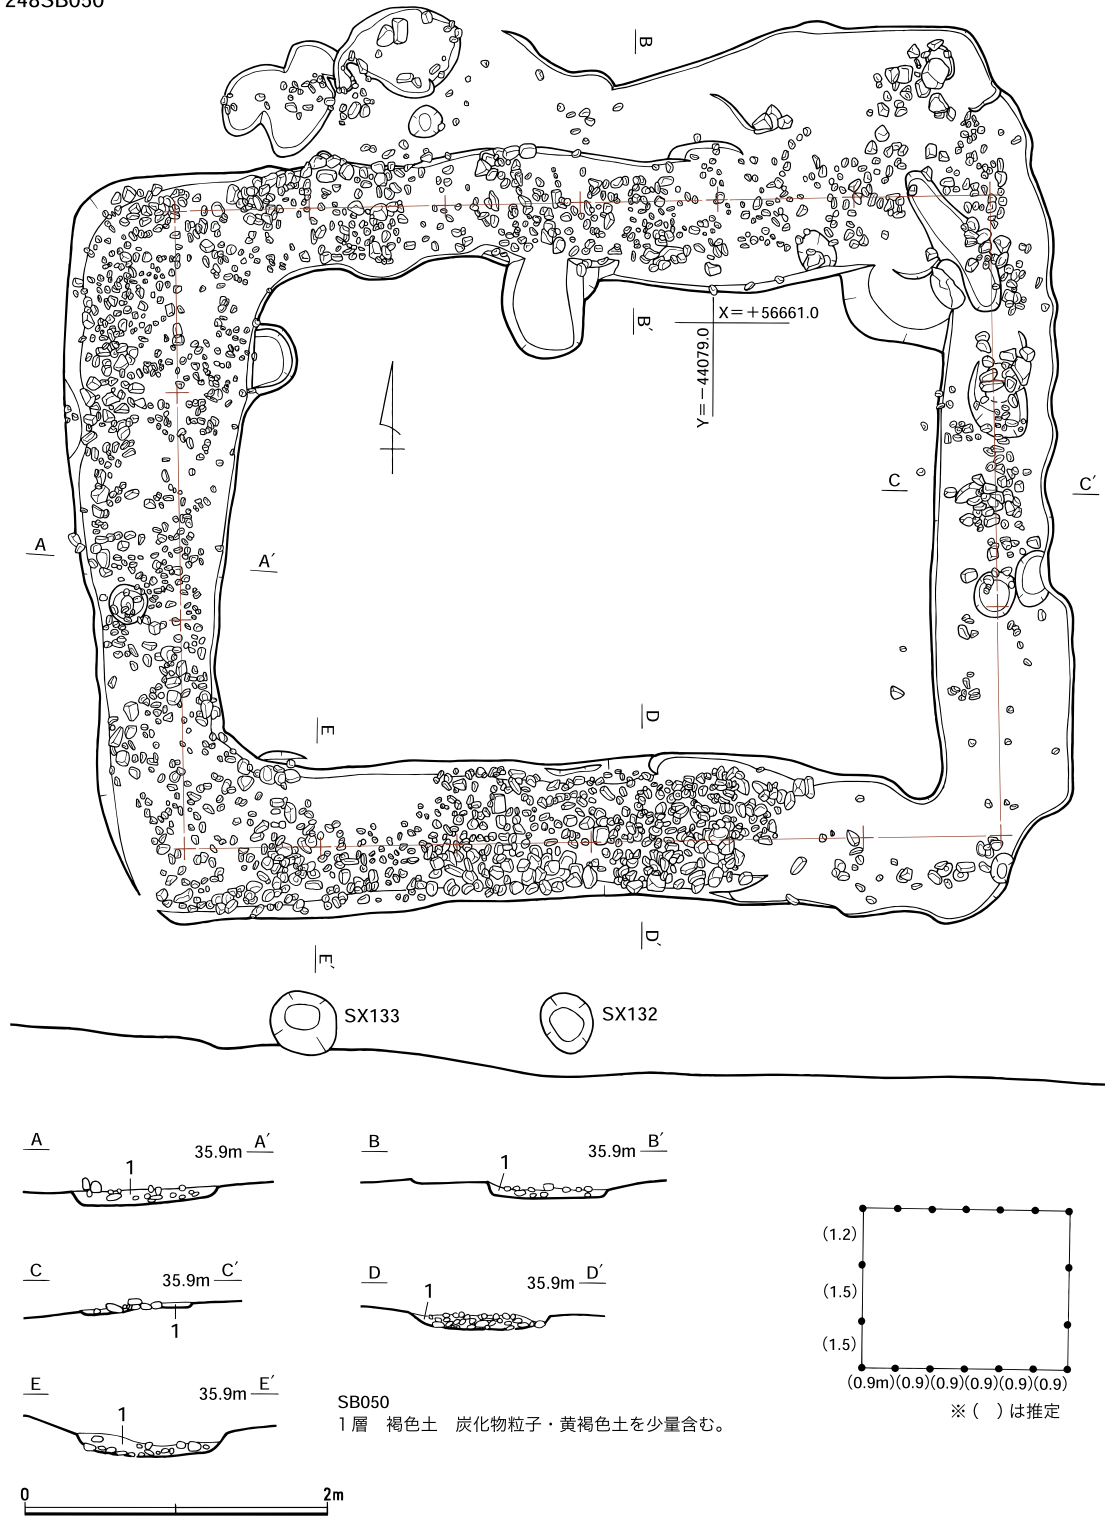 248SB050
B
X=+56661.0
B′
Y=−44079.0
C
C′
A
A′
E
D
D′
E′
SX133
SX132
A
35.9m
A′
1
B
35.9m
B′
1
C
35.9m
C′
1
D
35.9m
D′
1
E
35.9m
E′
1
SB050
1層 褐色土 炭化物粒子・黄褐色土を少量含む。
(1.2)
(1.5)
(1.5)
(0.9m)(0.9)(0.9)(0.9)(0.9)(0.9)
※( )は推定
0
2m